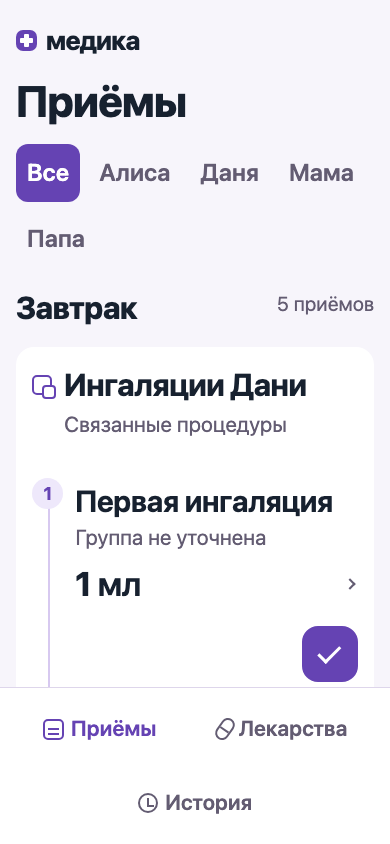 медика
Приёмы
Все Алиса Даня Мама
Папа
Завтрак 5 приёмов
Ингаляции Дани
Связанные процедуры
1 Первая ингаляция
Группа не уточнена
1 мл
Приёмы Лекарства
История